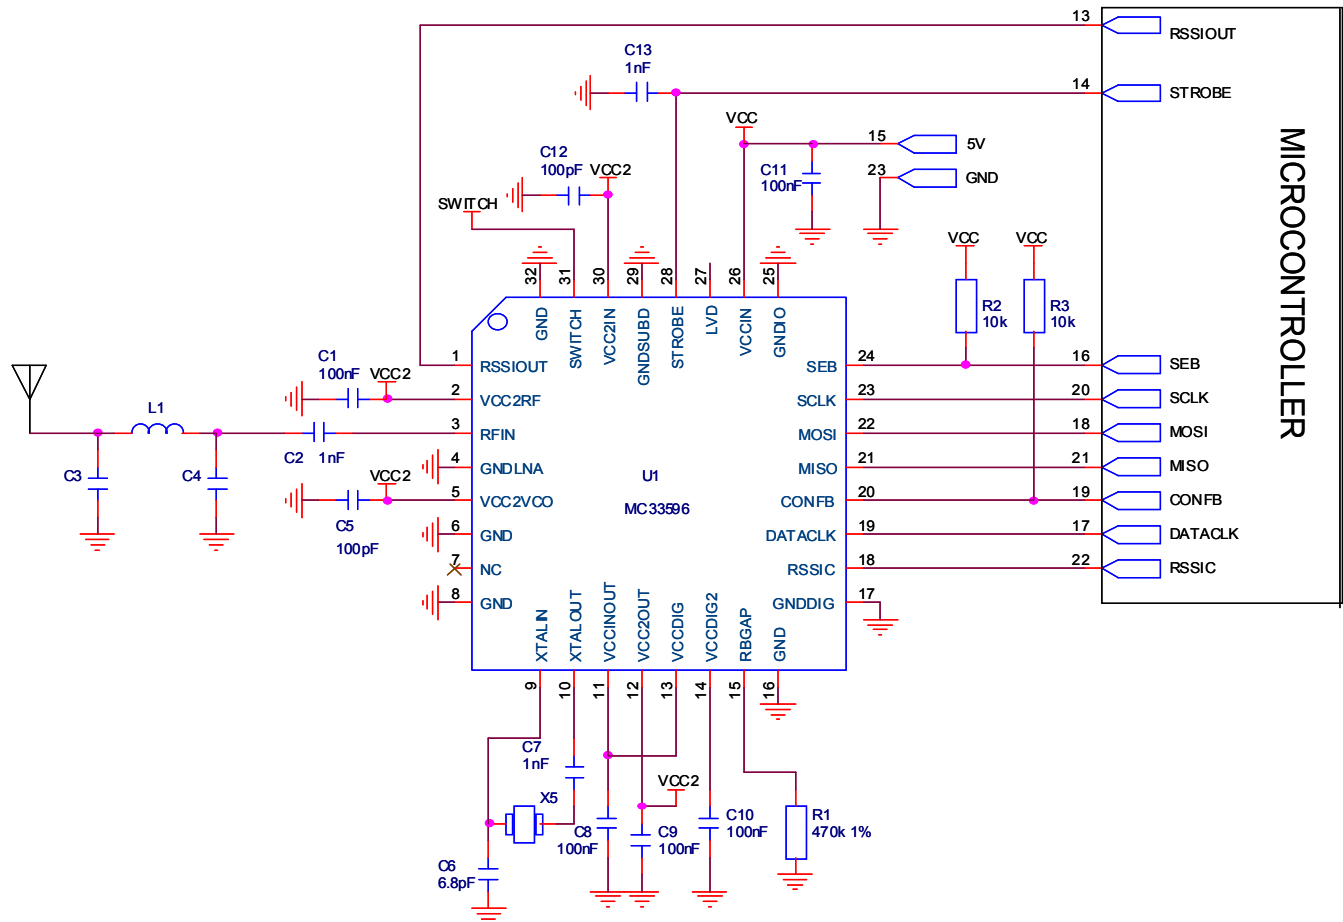 13
RSSIOUT
C13
1nF
14
STROBE
VCC
15
5V
C12
100pF
VCC2
C11
100nF
23
GND
SWITCH
MICROCONTROLLER
VCC
VCC
32
31
30
29
28
27
26
25
R2
10k
R3
10k
GND
SWITCH
VCC2IN
GNDSUBD
STROBE
LVD
VCCIN
GNDIO
C1
100nF
VCC2
1
RSSIOUT
SEB
24
16
SEB
2
VCC2RF
SCLK
23
20
SCLK
L1
3
RFIN
MOSI
22
18
MOSI
C2
1nF
C3
C4
VCC2
4
GNDLNA
U1
MISO
21
21
MISO
5
VCC2VCO
MC33596
CONFB
20
19
CONFB
C5
100pF
6
GND
DATACLK
19
17
DATACLK
7
NC
RSSIC
18
22
RSSIC
8
GND
GNDDIG
17
XTALIN
XTALOUT
VCCINOUT
VCC2OUT
VCCDIG
VCCDIG2
RBGAP
GND
9
10
11
12
13
14
15
16
C7
1nF
VCC2
X5
C8
100nF
C9
100nF
C10
100nF
R1
470k 1%
C6
6.8pF